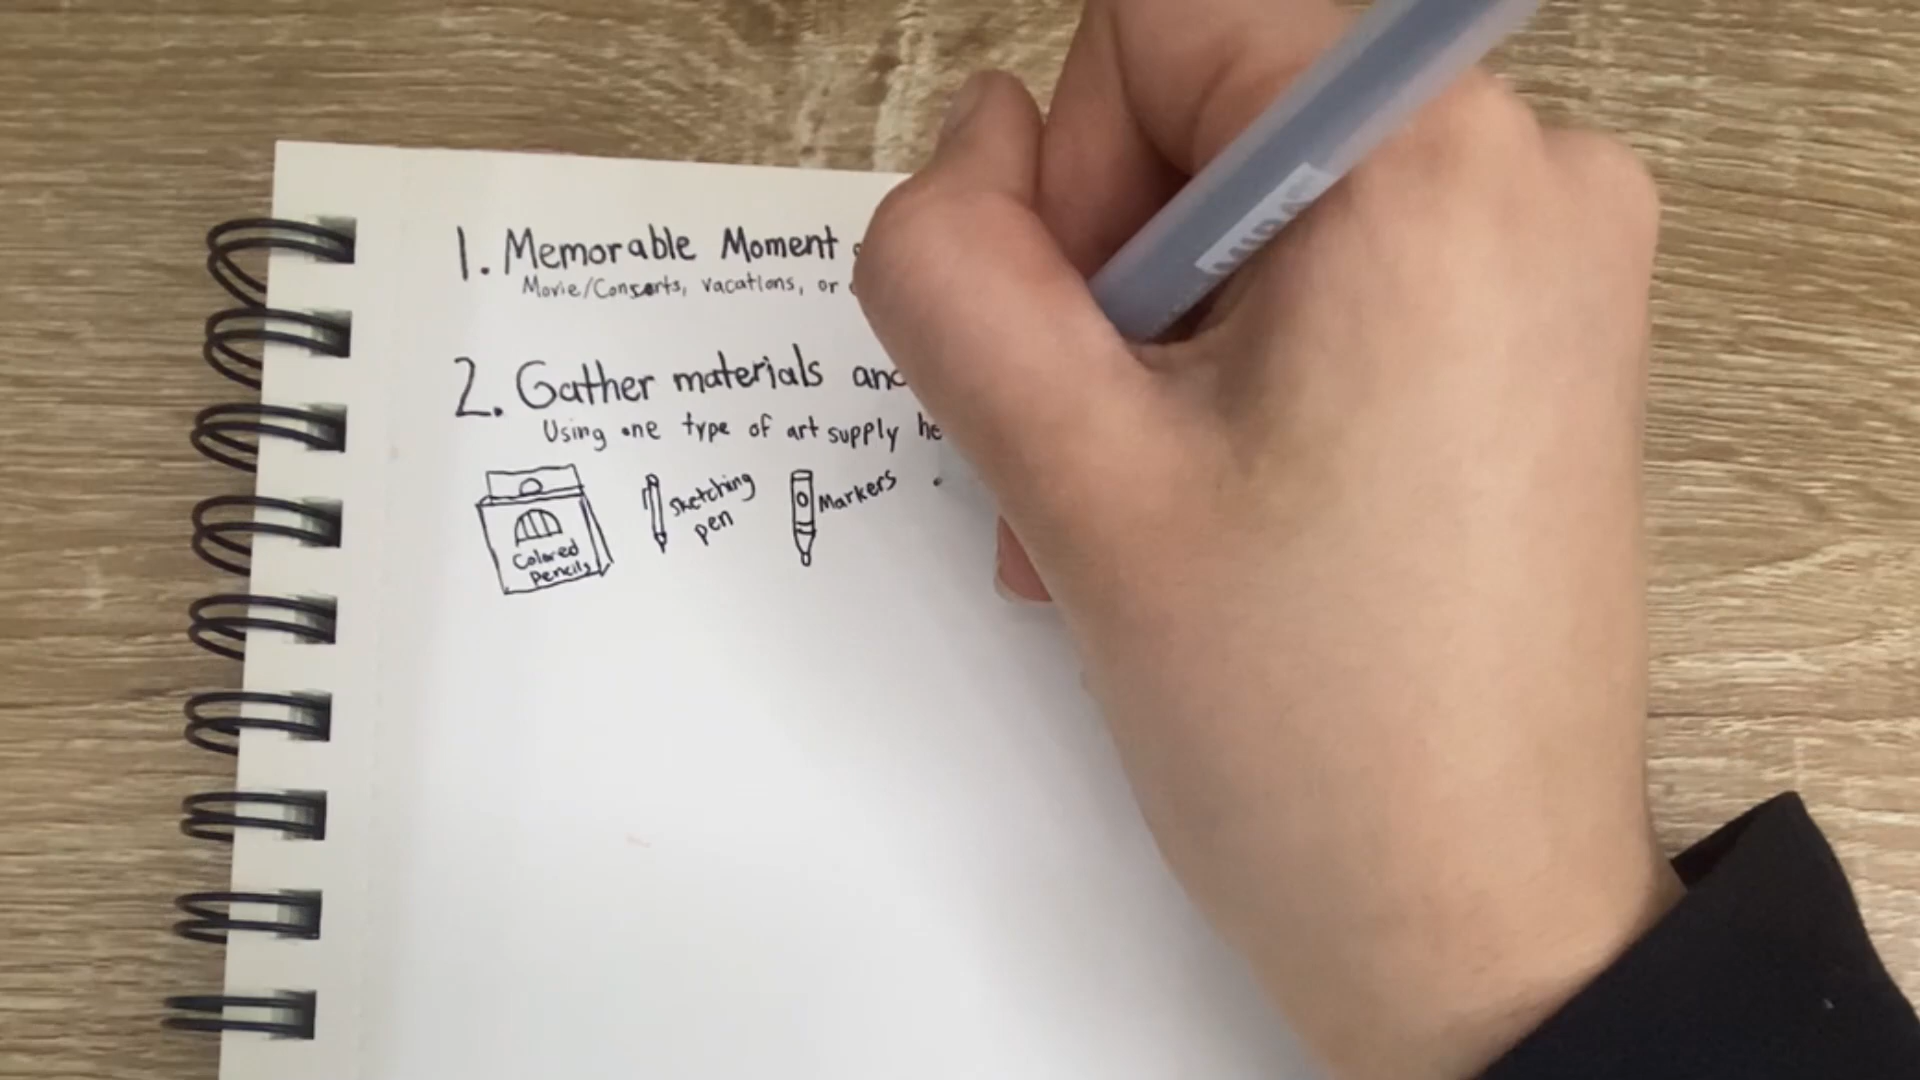 1. Memorable Moment
Movie/Conserts, vacations, or
2. Gather materials and
Using one type of art supply he
Colored
Pencils
Sketching
pen
Markers